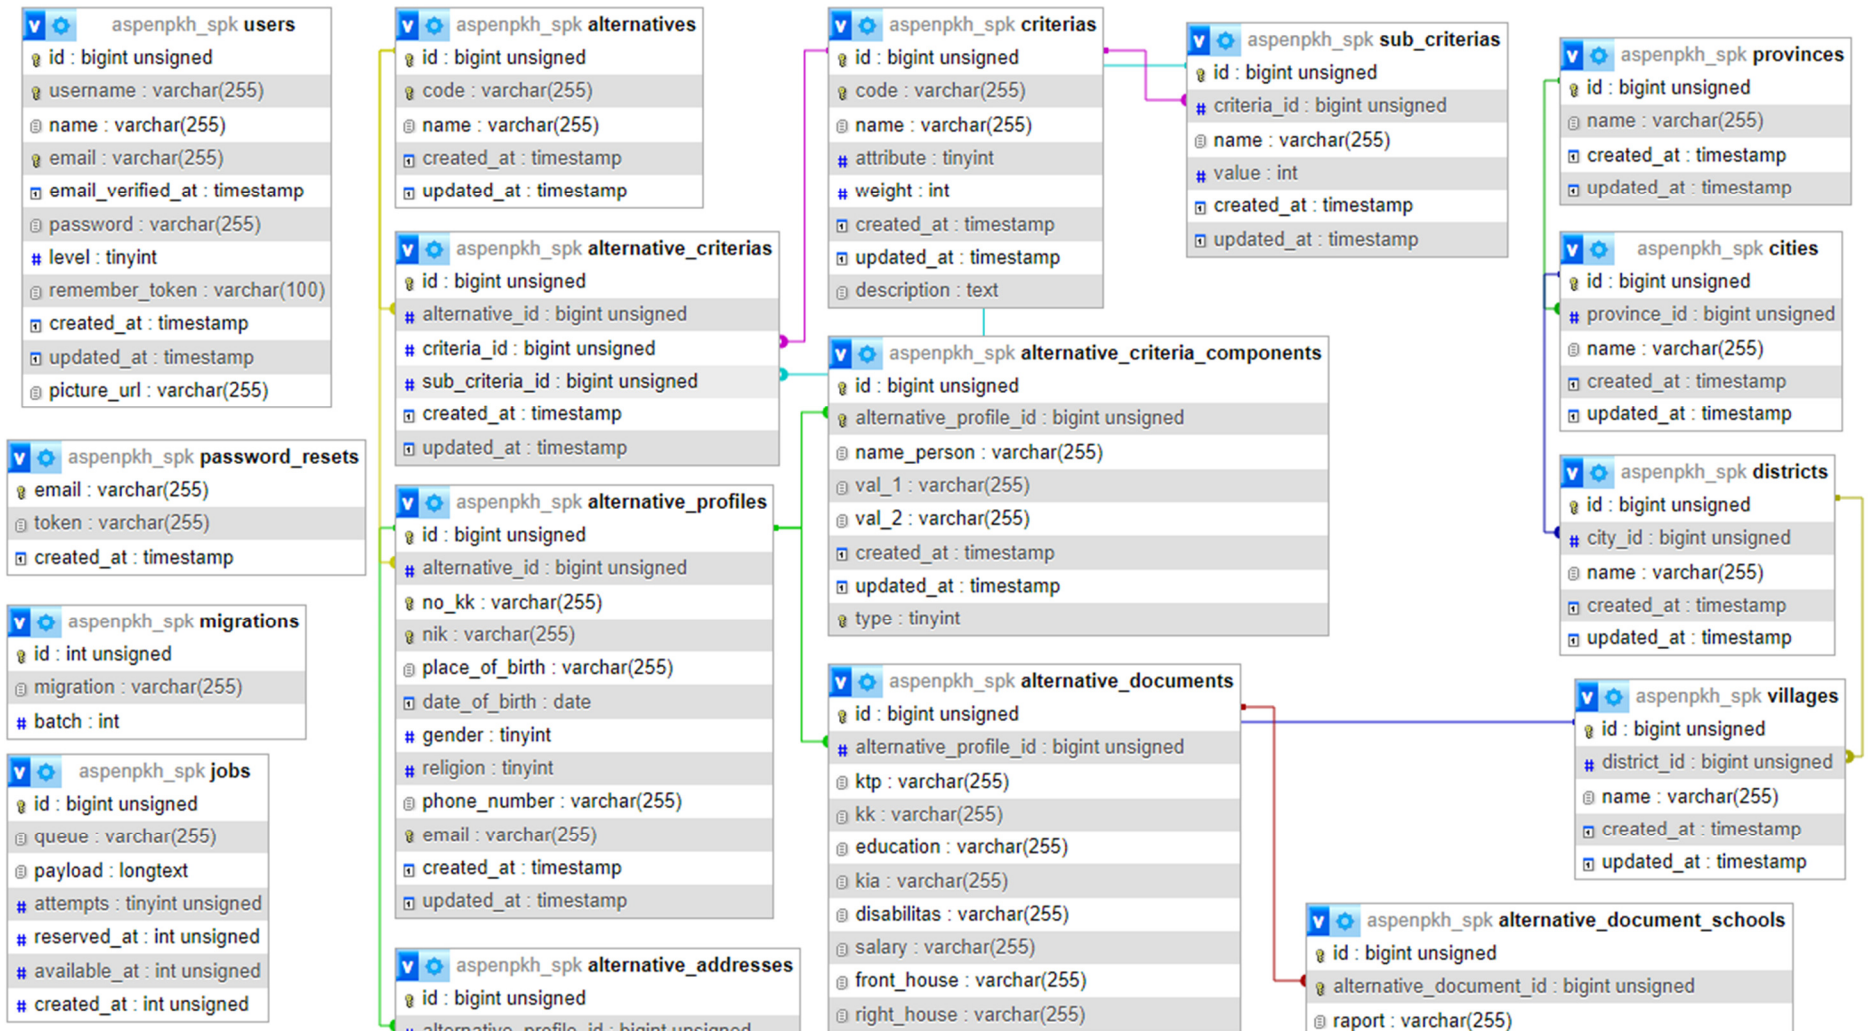 aspenpkh_spk users
id : bigint unsigned
username : varchar(255)
name : varchar(255)
email : varchar(255)
email_verified_at : timestamp
password : varchar(255)
level : tinyint
remember_token : varchar(100)
created_at : timestamp
updated_at : timestamp
picture_url : varchar(255)
aspenpkh_spk password_resets
email : varchar(255)
token : varchar(255)
created_at : timestamp
aspenpkh_spk migrations
id : int unsigned
migration : varchar(255)
batch : int
aspenpkh_spk jobs
id : bigint unsigned
queue : varchar(255)
payload : longtext
attempts : tinyint unsigned
reserved_at : int unsigned
available_at : int unsigned
created_at : int unsigned
aspenpkh_spk alternatives
id : bigint unsigned
code : varchar(255)
name : varchar(255)
created_at : timestamp
updated_at : timestamp
aspenpkh_spk alternative_criterias
id : bigint unsigned
alternative_id : bigint unsigned
criteria_id : bigint unsigned
sub_criteria_id : bigint unsigned
created_at : timestamp
updated_at : timestamp
aspenpkh_spk alternative_profiles
id : bigint unsigned
alternative_id : bigint unsigned
no_kk : varchar(255)
nik : varchar(255)
place_of_birth : varchar(255)
date_of_birth : date
gender : tinyint
religion : tinyint
phone_number : varchar(255)
email : varchar(255)
created_at : timestamp
updated_at : timestamp
aspenpkh_spk alternative_addresses
id : bigint unsigned
alternative_profile_id : bigint unsigned
aspenpkh_spk criterias
id : bigint unsigned
code : varchar(255)
name : varchar(255)
attribute : tinyint
weight : int
created_at : timestamp
updated_at : timestamp
description : text
aspenpkh_spk alternative_criteria_components
id : bigint unsigned
alternative_profile_id : bigint unsigned
name_person : varchar(255)
val_1 : varchar(255)
val_2 : varchar(255)
created_at : timestamp
updated_at : timestamp
type : tinyint
aspenpkh_spk alternative_documents
id : bigint unsigned
alternative_profile_id : bigint unsigned
ktp : varchar(255)
kk : varchar(255)
education : varchar(255)
kia : varchar(255)
disabilitas : varchar(255)
salary : varchar(255)
front_house : varchar(255)
right_house : varchar(255)
aspenpkh_spk sub_criterias
id : bigint unsigned
criteria_id : bigint unsigned
name : varchar(255)
value : int
created_at : timestamp
updated_at : timestamp
aspenpkh_spk provinces
id : bigint unsigned
name : varchar(255)
created_at : timestamp
updated_at : timestamp
aspenpkh_spk cities
id : bigint unsigned
province_id : bigint unsigned
name : varchar(255)
created_at : timestamp
updated_at : timestamp
aspenpkh_spk districts
id : bigint unsigned
city_id : bigint unsigned
name : varchar(255)
created_at : timestamp
updated_at : timestamp
aspenpkh_spk villages
id : bigint unsigned
district_id : bigint unsigned
name : varchar(255)
created_at : timestamp
updated_at : timestamp
aspenpkh_spk alternative_document_schools
id : bigint unsigned
alternative_document_id : bigint unsigned
raport : varchar(255)